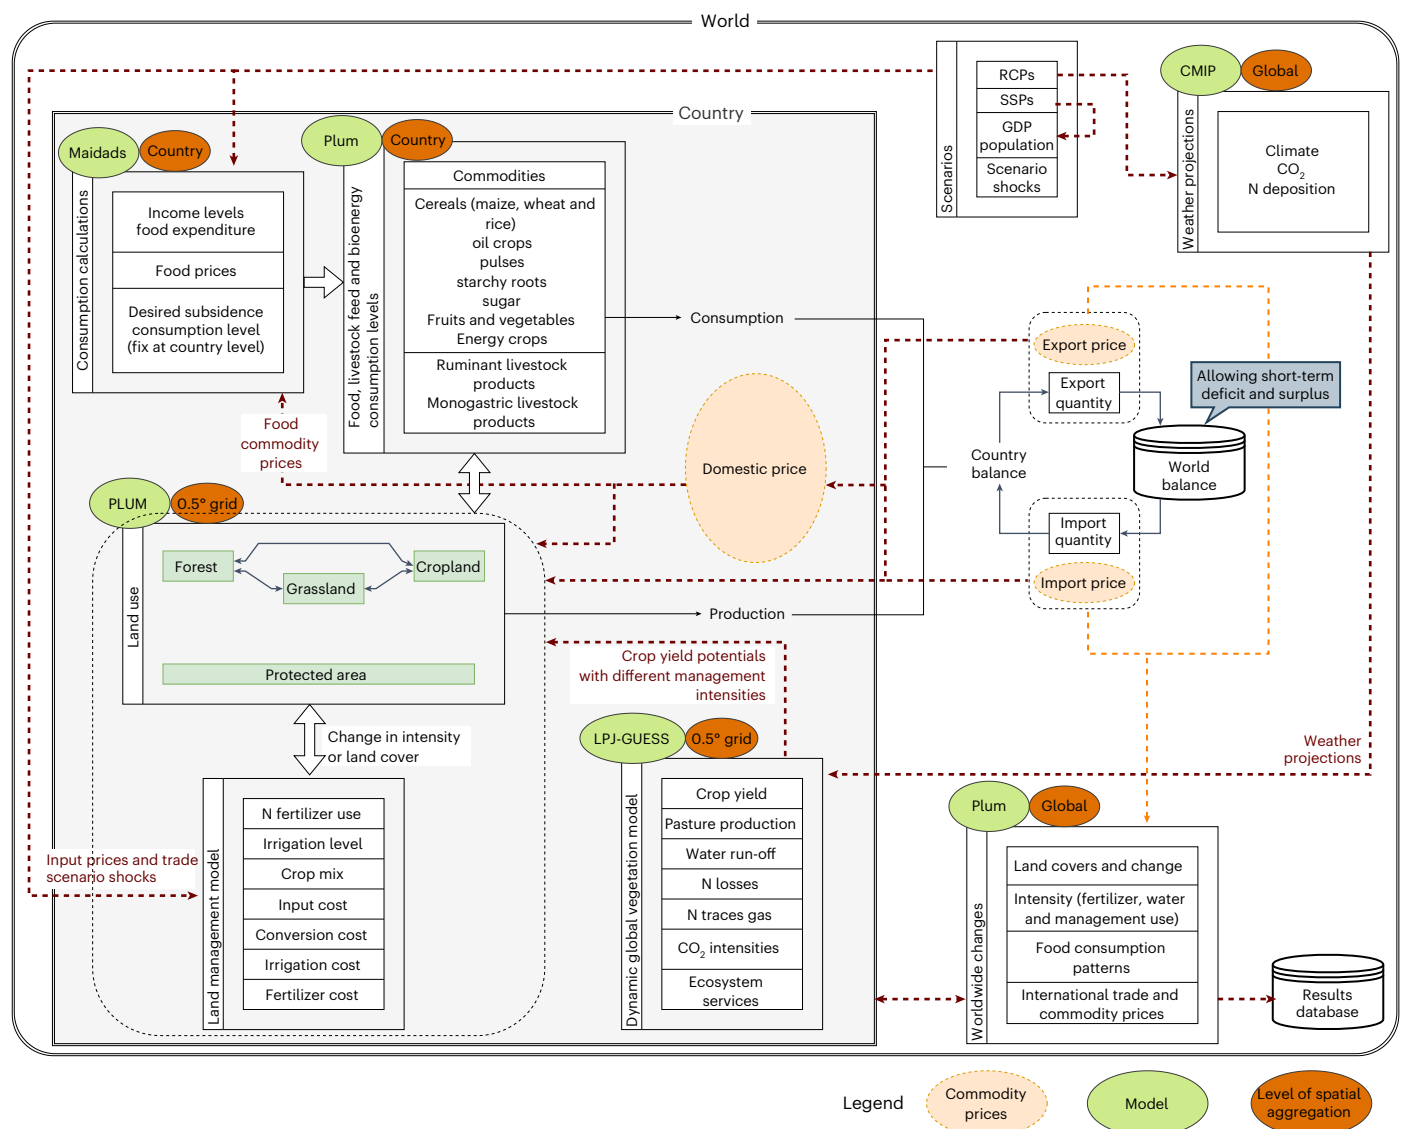 World
Country
Maidads
Country
Consumption calculations
Income levels
food expenditure
Food prices
Desired subsidence
consumption level
(fix at country level)
Plum
Country
Food, livestock feed and bioenergy
consumption levels
Commodities
Cereals (maize, wheat and
rice)
oil crops
pulses
starchy roots
sugar
Fruits and vegetables
Energy crops
Ruminant livestock
products
Monogastric livestock
products
Scenarios
RCPs
SSPs
GDP
population
Scenario
shocks
CMIP
Global
Weather projections
Climate
CO2
N deposition
Consumption
Food
commodity
prices
Domestic price
Export price
Export
quantity
Allowing short-term
deficit and surplus
Country
balance
World
balance
Import
quantity
Import price
PLUM
0.5° grid
Land use
Forest
Grassland
Cropland
Protected area
Production
Crop yield potentials
with different management
intensities
Change in intensity
or land cover
Input prices and trade
scenario shocks
Land management model
N fertilizer use
Irrigation level
Crop mix
Input cost
Conversion cost
Irrigation cost
Fertilizer cost
LPJ-GUESS
0.5° grid
Dynamic global vegetation model
Crop yield
Pasture production
Water run-off
N losses
N traces gas
CO2 intensities
Ecosystem
services
Weather
projections
Plum
Global
Worldwide changes
Land covers and change
Intensity (fertilizer, water
and management use)
Food consumption
patterns
International trade and
commodity prices
Results
database
Legend
Commodity
prices
Model
Level of spatial
aggregation